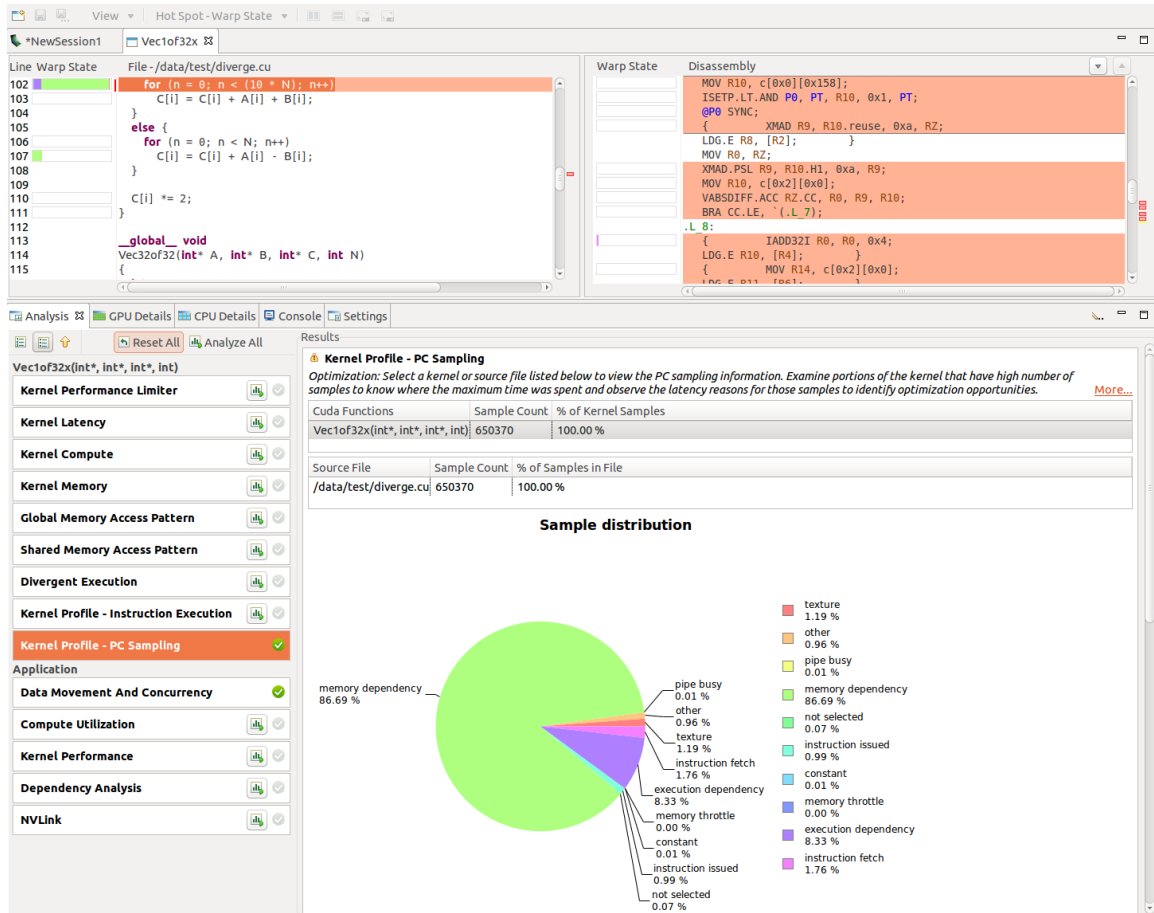 View Hot Spot - Warp State
*NewSession1 Vec1of32x
Line Warp State File - /data/test/diverge.cu
102 for (n = 0; n < (10 * N); n++)
103 C[i] = C[i] + A[i] + B[i];
104 }
105 else {
106 for (n = 0; n < N; n++)
107 C[i] = C[i] + A[i] - B[i];
108 }
109
110 C[i] *= 2;
111 }
112
113 __global__ void
114 Vec32of32(int* A, int* B, int* C, int N)
115 {
Warp State Disassembly
MOV R10, c[0x0][0x158];
ISETP.LT.AND P0, PT, R10, 0x1, PT;
@P0 SYNC;
{ XMAD R9, R10.reuse, 0xa, RZ;
LDG.E R8, [R2]; }
MOV R0, RZ;
XMAD.PSL R9, R10.H1, 0xa, R9;
MOV R10, c[0x2][0x0];
VABSDIFF.ACC RZ.CC, R0, R9, R10;
BRA CC.LE, `(.L_7);
.L_8:
{ IADD32I R0, R0, 0x4;
LDG.E R10, [R4]; }
{ MOV R14, c[0x2][0x0];
LDG.E R11, [R6]; }
Analysis GPU Details CPU Details Console Settings
Reset All Analyze All
Vec1of32x(int*, int*, int*, int)
Kernel Performance Limiter
Kernel Latency
Kernel Compute
Kernel Memory
Global Memory Access Pattern
Shared Memory Access Pattern
Divergent Execution
Kernel Profile - Instruction Execution
Kernel Profile - PC Sampling
Application
Data Movement And Concurrency
Compute Utilization
Kernel Performance
Dependency Analysis
NVLink
Results
Kernel Profile - PC Sampling
Optimization: Select a kernel or source file listed below to view the PC sampling information. Examine portions of the kernel that have high number of
samples to know where the maximum time was spent and observe the latency reasons for those samples to identify optimization opportunities. More...
Cuda Functions Sample Count % of Kernel Samples
Vec1of32x(int*, int*, int*, int) 650370 100.00 %
Source File Sample Count % of Samples in File
/data/test/diverge.cu 650370 100.00 %
Sample distribution
memory dependency
86.69 %
pipe busy
0.01 %
other
0.96 %
texture
1.19 %
instruction fetch
1.76 %
execution dependency
8.33 %
memory throttle
0.00 %
constant
0.01 %
instruction issued
0.99 %
not selected
0.07 %
texture
1.19 %
other
0.96 %
pipe busy
0.01 %
memory dependency
86.69 %
not selected
0.07 %
instruction issued
0.99 %
constant
0.01 %
memory throttle
0.00 %
execution dependency
8.33 %
instruction fetch
1.76 %